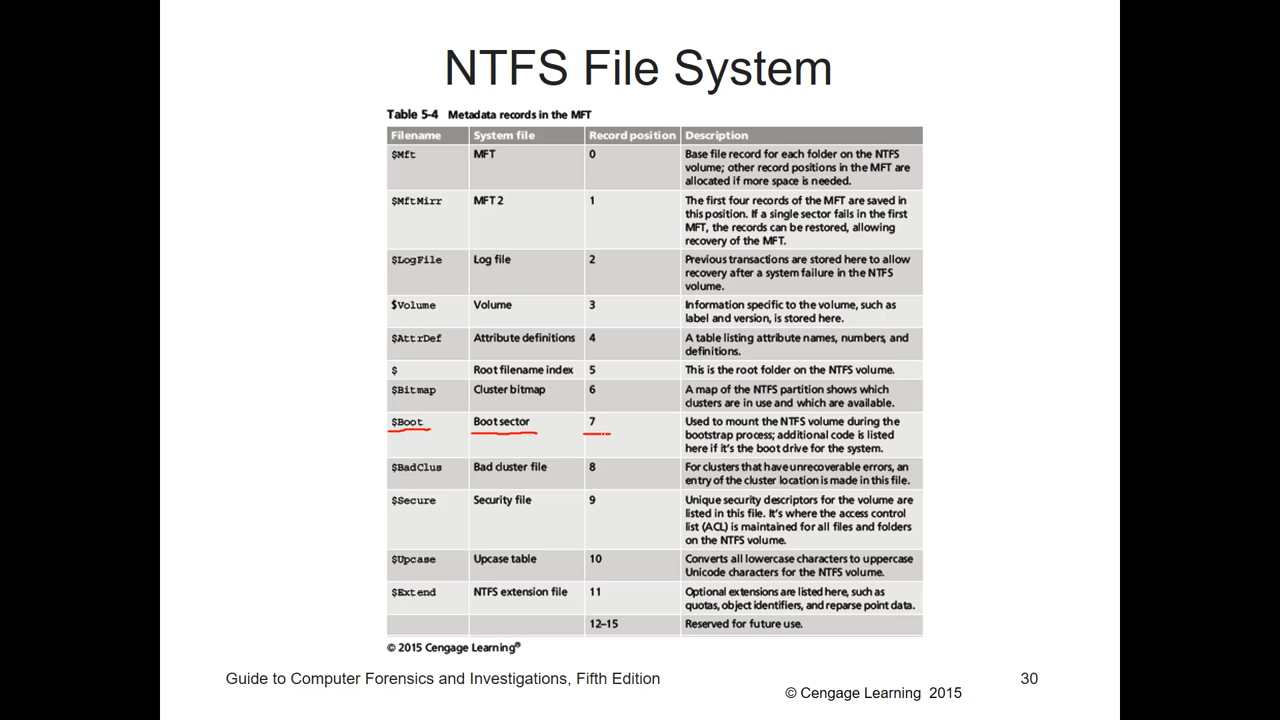 NTFS File System
Table 5-4 Metadata records in the MFT
Filename System file Record position Description
$Mft MFT 0 Base file record for each folder on the NTFS
volume; other record positions in the MFT are
allocated if more space is needed.
$MftMirr MFT 2 1 The first four records of the MFT are saved in
this position. If a single sector fails in the first
MFT, the records can be restored, allowing
recovery of the MFT.
$LogFile Log file 2 Previous transactions are stored here to allow
recovery after a system failure in the NTFS
volume.
$Volume Volume 3 Information specific to the volume, such as
label and version, is stored here.
$AttrDef Attribute definitions 4 A table listing attribute names, numbers, and
definitions.
$ Root filename index 5 This is the root folder on the NTFS volume.
$Bitmap Cluster bitmap 6 A map of the NTFS partition shows which
clusters are in use and which are available.
$Boot Boot sector 7 Used to mount the NTFS volume during the
bootstrap process; additional code is listed
here if it's the boot drive for the system.
$BadClus Bad cluster file 8 For clusters that have unrecoverable errors, an
entry of the cluster location is made in this file.
$Secure Security file 9 Unique security descriptors for the volume are
listed in this file. It's where the access control
list (ACL) is maintained for all files and folders
on the NTFS volume.
$Upcase Upcase table 10 Converts all lowercase characters to uppercase
Unicode characters for the NTFS volume.
$Extend NTFS extension file 11 Optional extensions are listed here, such as
quotas, object identifiers, and reparse point data.
12–15 Reserved for future use.
© 2015 Cengage Learning®
Guide to Computer Forensics and Investigations, Fifth Edition
© Cengage Learning 2015
30